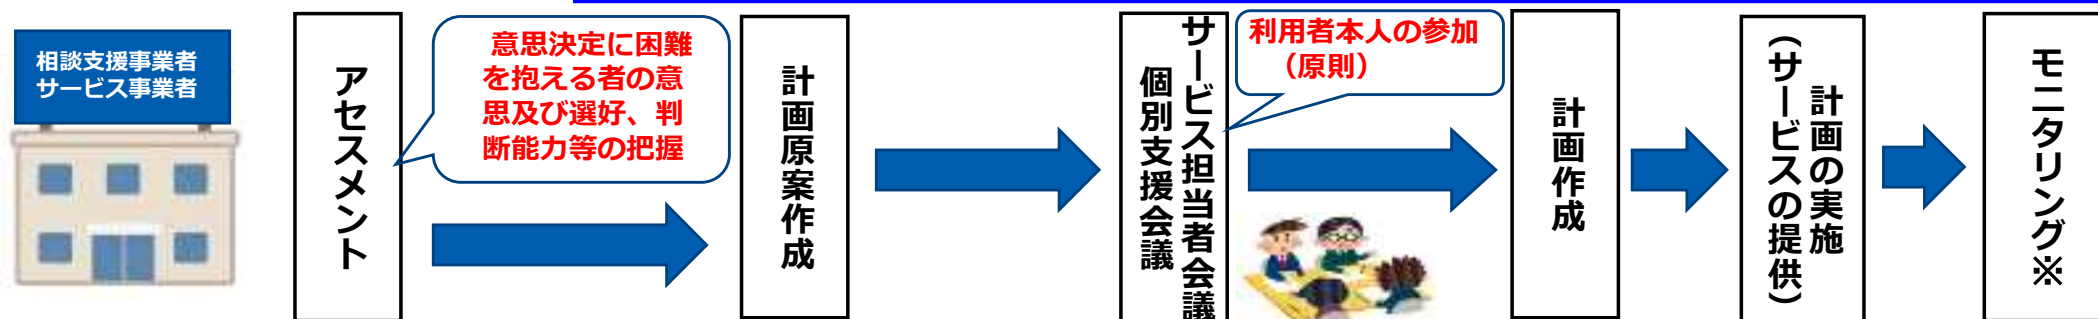 相談支援事業者
サービス事業者
アセスメント
意思決定に困難
を抱える者の意
思及び選好、判
断能力等の把握
計画原案作成
サービス担当者会議
個別支援会議
利用者本人の参加
（原則）
計画作成
計画の実施
（サービスの提供）
モニタリング※